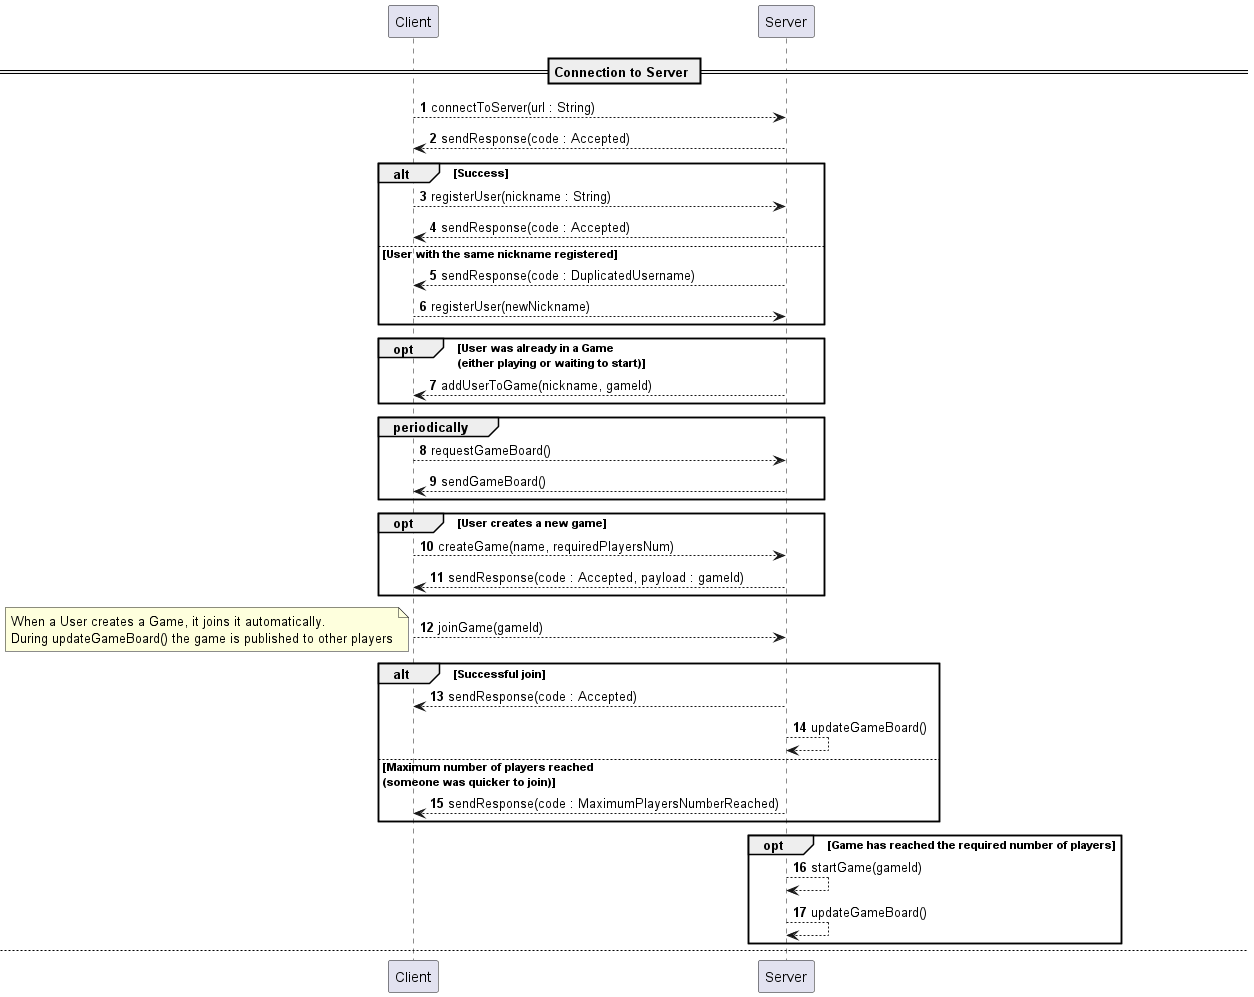 Client
Server
Connection to Server
1 connectToServer(url : String)
2 sendResponse(code : Accepted)
alt [Success]
3 registerUser(nickname : String)
4 sendResponse(code : Accepted)
[User with the same nickname registered]
5 sendResponse(code : DuplicatedUsername)
6 registerUser(newNickname)
opt [User was already in a Game
(either playing or waiting to start)]
7 addUserToGame(nickname, gameId)
periodically
8 requestGameBoard()
9 sendGameBoard()
opt [User creates a new game]
10 createGame(name, requiredPlayersNum)
11 sendResponse(code : Accepted, payload : gameId)
When a User creates a Game, it joins it automatically.
During updateGameBoard() the game is published to other players
12 joinGame(gameId)
alt [Successful join]
13 sendResponse(code : Accepted)
14 updateGameBoard()
[Maximum number of players reached
(someone was quicker to join)]
15 sendResponse(code : MaximumPlayersNumberReached)
opt [Game has reached the required number of players]
16 startGame(gameId)
17 updateGameBoard()
Client
Server